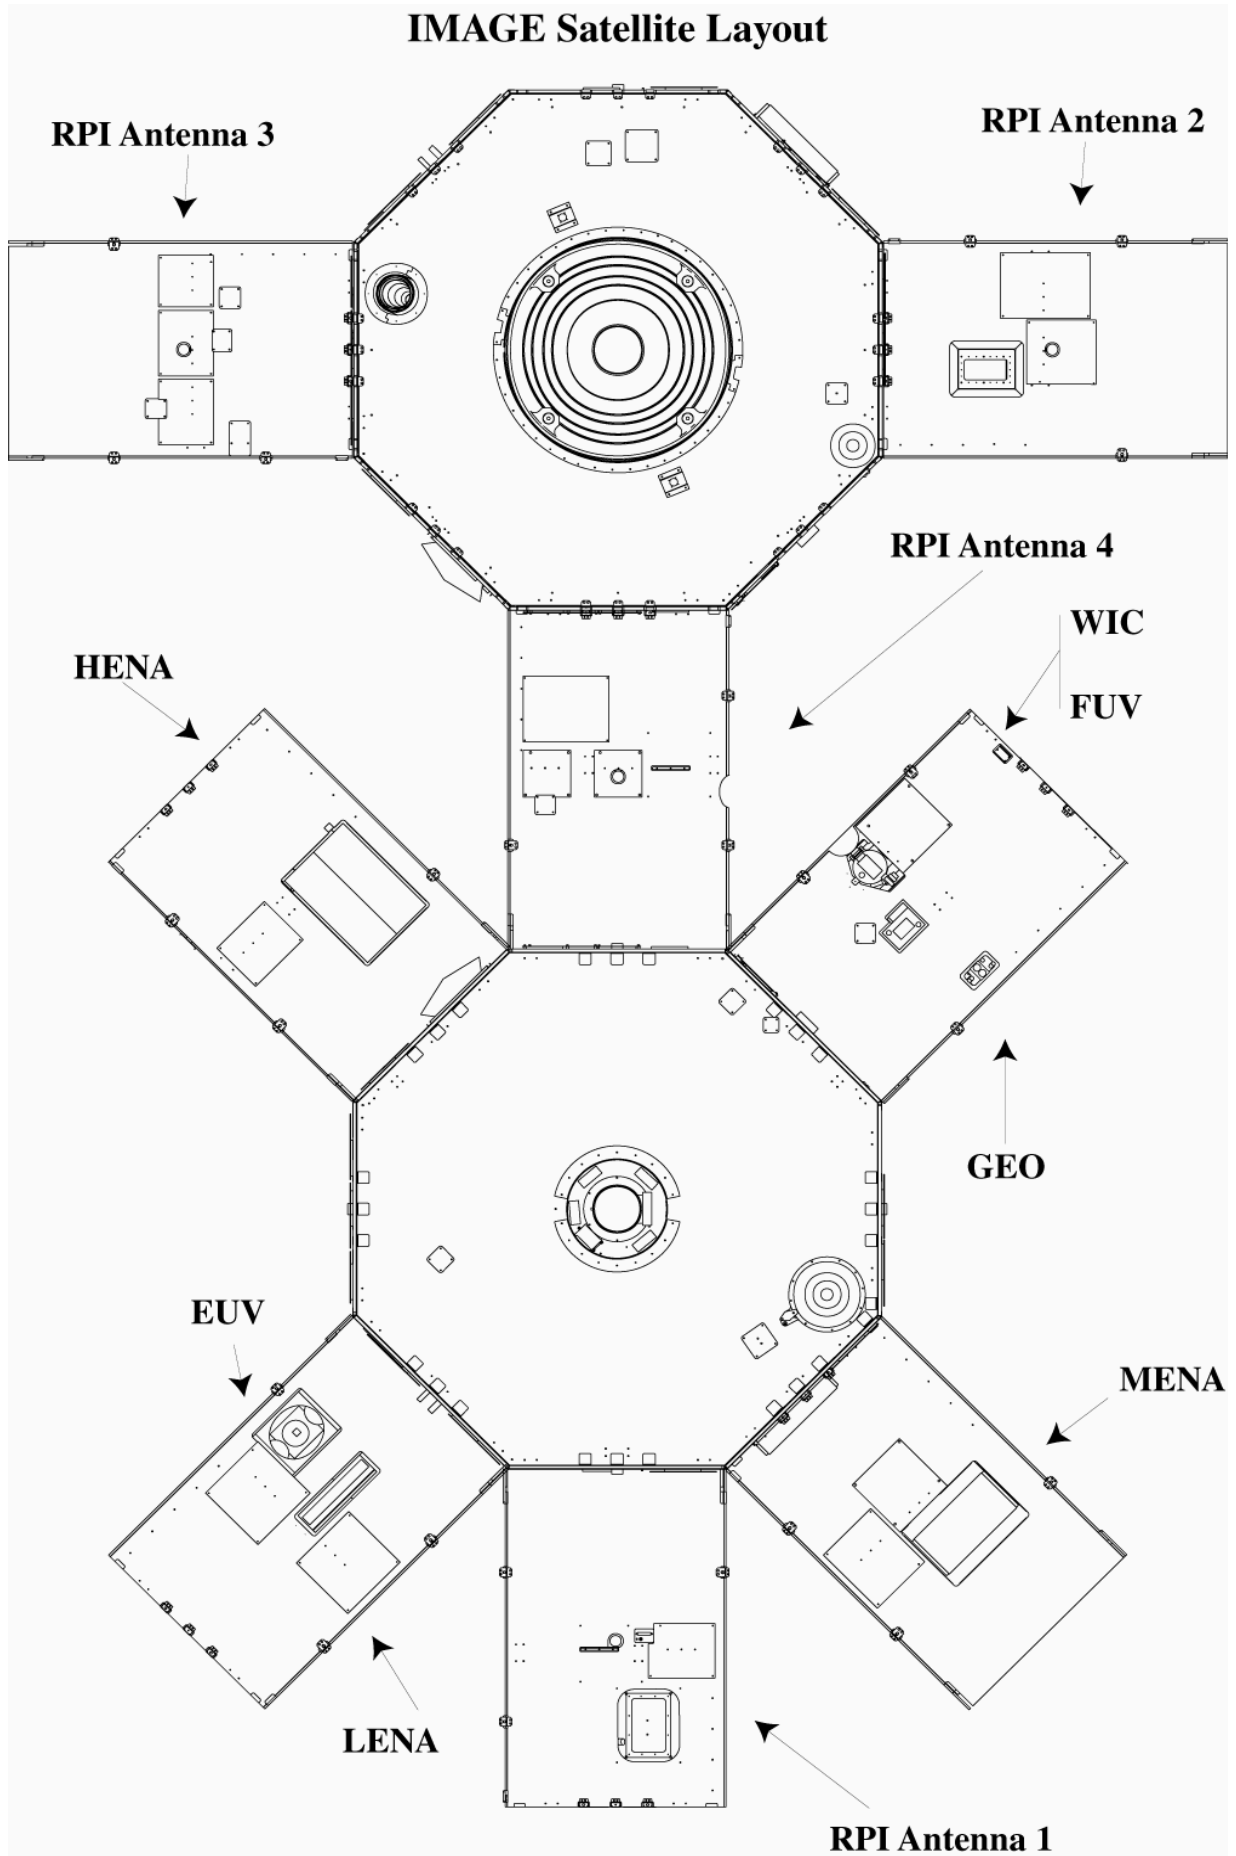 IMAGE Satellite Layout
RPI Antenna 3
RPI Antenna 2
RPI Antenna 4
WIC
HENA
FUV
GEO
EUV
MENA
LENA
RPI Antenna 1